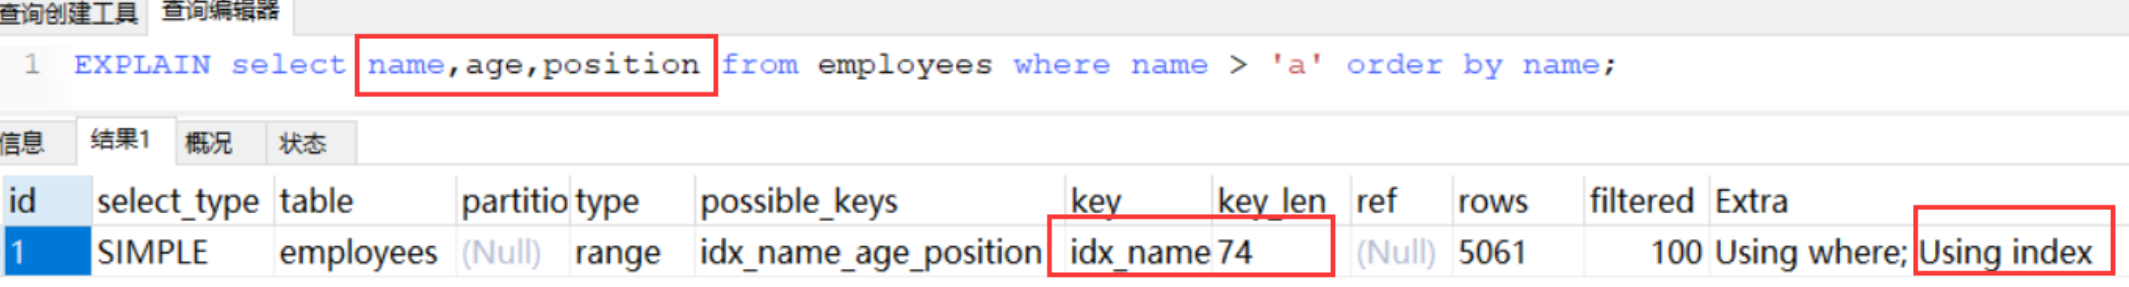 查询创建工具 查询编辑器
1 EXPLAIN select name,age,position from employees where name > 'a' order by name;
信息 结果1 概况 状态
id select_type table partitio type possible_keys key key_len ref rows filtered Extra
1 SIMPLE employees (Null) range idx_name_age_position idx_name 74 (Null) 5061 100 Using where; Using index